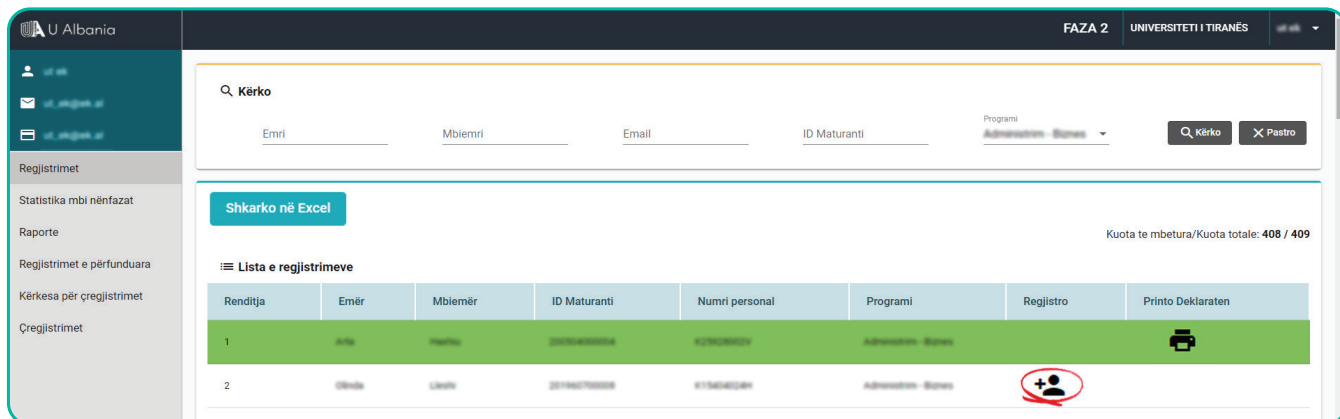 U Albania
FAZA 2 UNIVERSITETI I TIRANËS
Kërko
Emri Mbiemri Email ID Maturanti Programi Kërko Pastro
Regjistrimet
Statistika mbi nënfazat
Raporte
Regjistrimet e përfunduara
Kërkesa për çregjistrimet
Çregjistrimet
Shkarko në Excel
Kuota te mbetura/Kuota totale: 408 / 409
Lista e regjistrimeve
Renditja Emër Mbiemër ID Maturanti Numri personal Programi Regjistro Printo Deklaraten
1
2